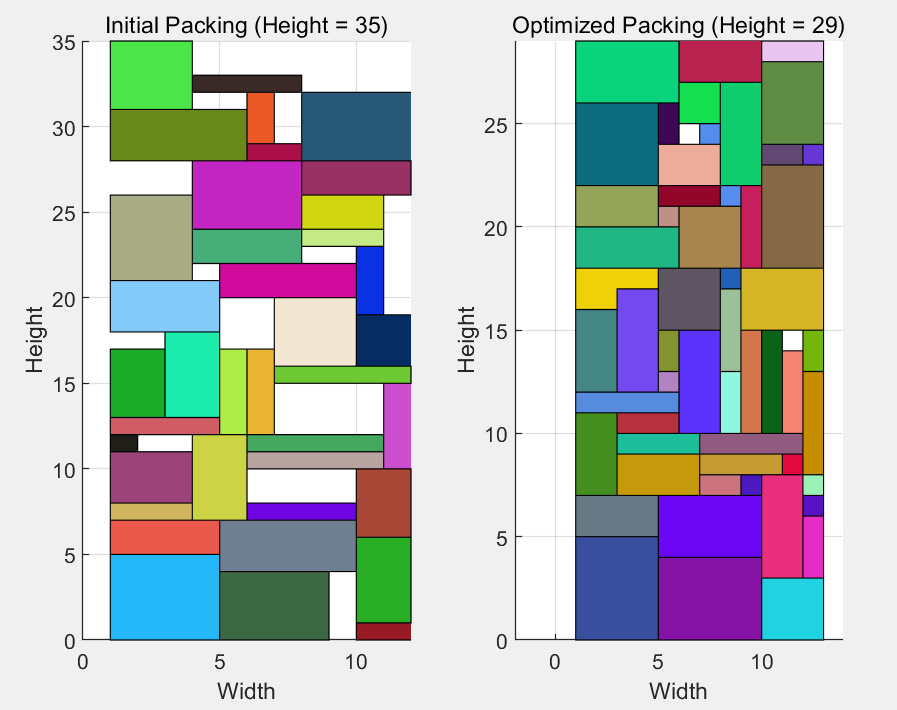 Initial Packing (Height = 35)
35
30
25
20
15
10
5
0
Height
0 5 10
Width
Optimized Packing (Height = 29)
25
20
15
10
5
0
Height
0 5 10
Width